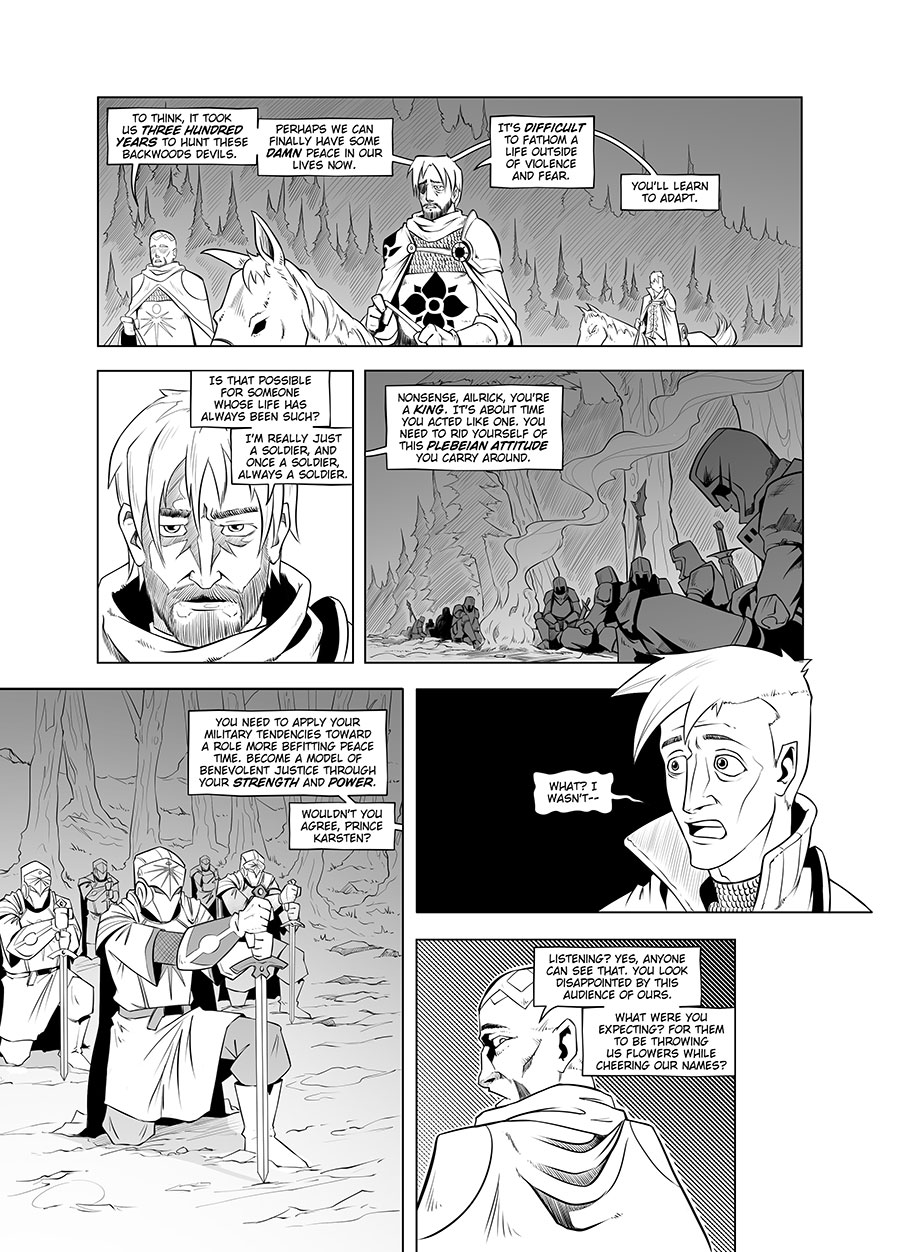 TO THINK, IT TOOK
US THREE HUNDRED
YEARS TO HUNT THESE
BACKWOODS DEVILS.
PERHAPS WE CAN
FINALLY HAVE SOME
DAMN PEACE IN OUR
LIVES NOW.
IT'S DIFFICULT
TO FATHOM A
LIFE OUTSIDE
OF VIOLENCE
AND FEAR.
YOU'LL LEARN
TO ADAPT.
IS THAT POSSIBLE
FOR SOMEONE
WHOSE LIFE HAS
ALWAYS BEEN SUCH?
I'M REALLY JUST
A SOLDIER, AND
ONCE A SOLDIER,
ALWAYS A SOLDIER.
NONSENSE, AILRICK, YOU'RE
A KING. IT'S ABOUT TIME
YOU ACTED LIKE ONE. YOU
NEED TO RID YOURSELF OF
THIS PLEBEIAN ATTITUDE
YOU CARRY AROUND.
YOU NEED TO APPLY YOUR
MILITARY TENDENCIES TOWARD
A ROLE MORE BEFITTING PEACE
TIME. BECOME A MODEL OF
BENEVOLENT JUSTICE THROUGH
YOUR STRENGTH AND POWER.
WOULDN'T YOU
AGREE, PRINCE
KARSTEN?
WHAT? I
WASN'T--
LISTENING? YES, ANYONE
CAN SEE THAT. YOU LOOK
DISAPPOINTED BY THIS
AUDIENCE OF OURS.
WHAT WERE YOU
EXPECTING? FOR THEM
TO BE THROWING
US FLOWERS WHILE
CHEERING OUR NAMES?